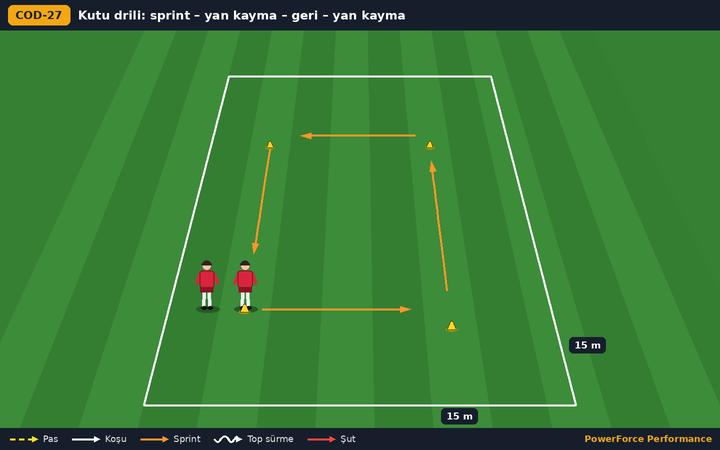 COD-27 Kutu drili: sprint – yan kayma – geri – yan kayma
15 m
15 m
Pas Koşu Sprint Top sürme Şut PowerForce Performance